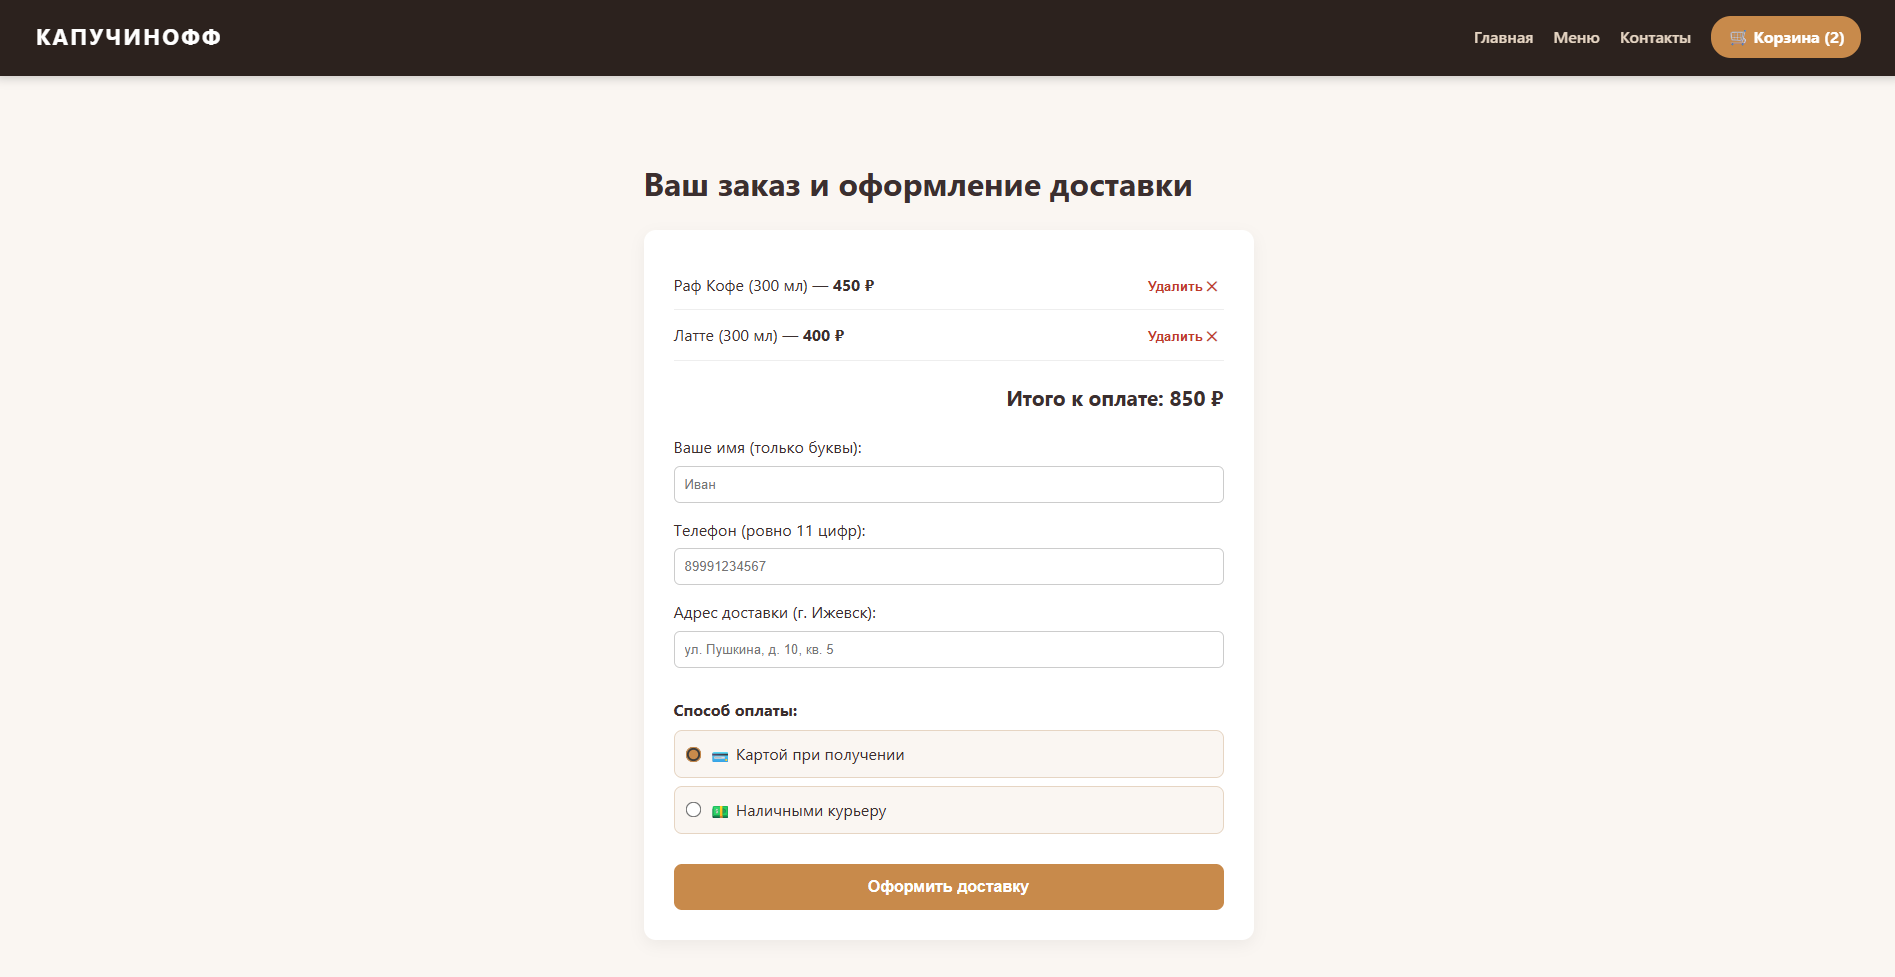 КАПУЧИНОФФ
Главная Меню Контакты Корзина (2)
Ваш заказ и оформление доставки
Раф Кофе (300 мл) — 450 ₽ Удалить ✕
Латте (300 мл) — 400 ₽ Удалить ✕
Итого к оплате: 850 ₽
Ваше имя (только буквы):
Иван
Телефон (ровно 11 цифр):
89991234567
Адрес доставки (г. Ижевск):
ул. Пушкина, д. 10, кв. 5
Способ оплаты:
Картой при получении
Наличными курьеру
Оформить доставку